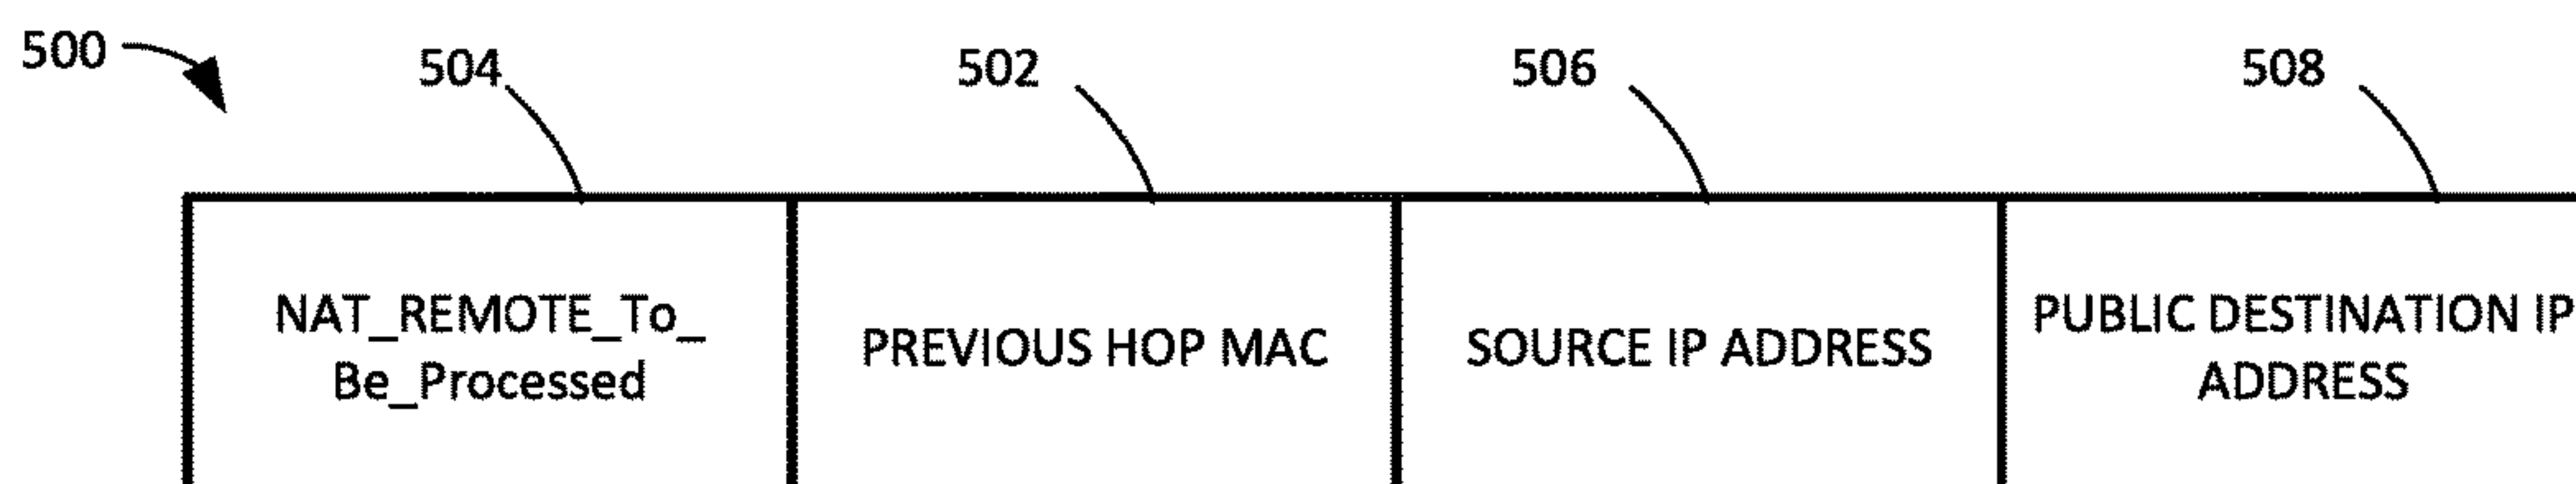 500
504
502
506
508
NAT_REMOTE_To_
Be_Processed
PREVIOUS HOP MAC
SOURCE IP ADDRESS
PUBLIC DESTINATION IP
ADDRESS